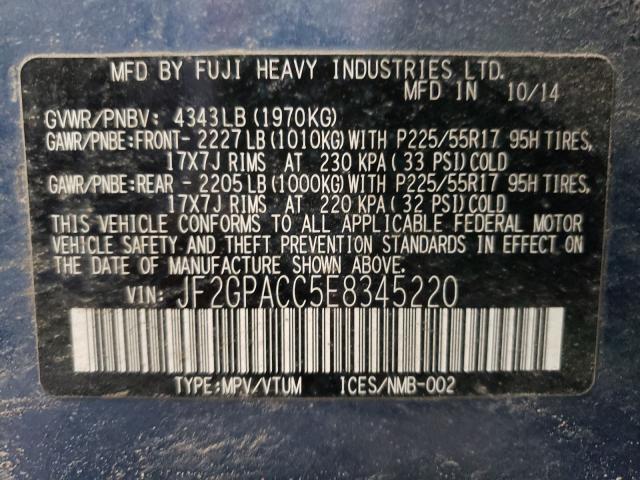 MFD BY FUJI HEAVY INDUSTRIES LTD.
MFD IN 10/14
GVWR/PNBV: 4343LB (1970KG)
GAWR/PNBE:FRONT- 2227LB (1010KG) WITH P225/55R17 95H TIRES,
17X7J RIMS AT 230 KPA( 33 PSI)COLD
GAWR/PNBE:REAR - 2205LB (1000KG) WITH P225/55R17 95H TIRES,
17X7J RIMS AT 220 KPA( 32 PSI)COLD
THIS VEHICLE CONFORMS TO ALL APPLICABLE FEDERAL MOTOR
VEHICLE SAFETY AND THEFT PREVENTION STANDARDS IN EFFECT ON
THE DATE OF MANUFACTURE SHOWN ABOVE.
VIN: JF2GPACC5E8345220
TYPE:MPV/VTUM ICES/NMB-002